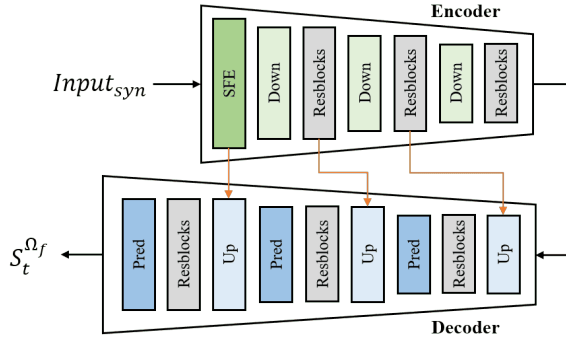 Encoder
Input_syn
SFE
Down
Resblocks
Down
Resblocks
Down
Resblocks
S_t^{Ω_f}
Pred
Resblocks
Up
Pred
Resblocks
Up
Pred
Resblocks
Up
Decoder